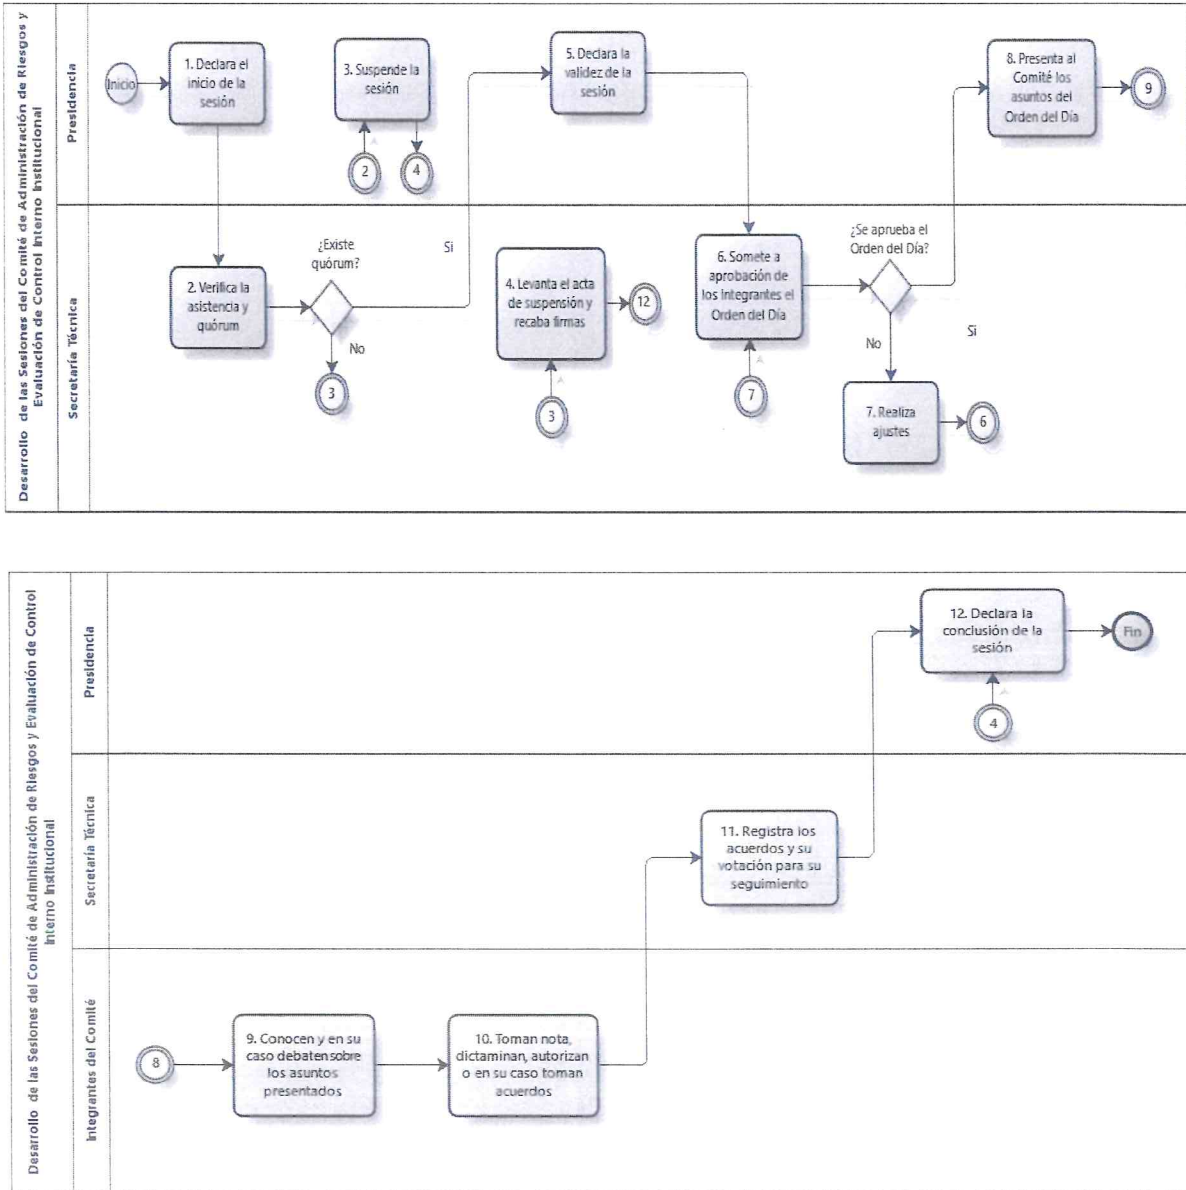 Desarrollo de las Sesiones del Comité de Administración de Riesgos y
Evaluación de Control Interno Institucional
Presidencia
Inicio
1. Declara el
inicio de la
sesión
3. Suspende la
sesión
2
4
5. Declara la
validez de la
sesión
8. Presenta al
Comité los
asuntos del
Orden del Día
9
Secretaría Técnica
2. Verifica la
asistencia y
quórum
¿Existe
quórum?
Si
No
3
4. Levanta el acta
de suspensión y
recaba firmas
12
3
6. Somete a
aprobación de
los integrantes el
Orden del Día
7
¿Se aprueba el
Orden del Día?
Si
No
7. Realiza
ajustes
6
Desarrollo de las Sesiones del Comité de Administración de Riesgos y Evaluación de Control
Interno Institucional
Presidencia
12. Declara la
conclusión de la
sesión
Fin
4
Secretaría Técnica
11. Registra los
acuerdos y su
votación para su
seguimiento
Integrantes del Comité
8
9. Conocen y en su
caso debaten sobre
los asuntos
presentados
10. Toman nota,
dictaminan, autorizan
o en su caso toman
acuerdos